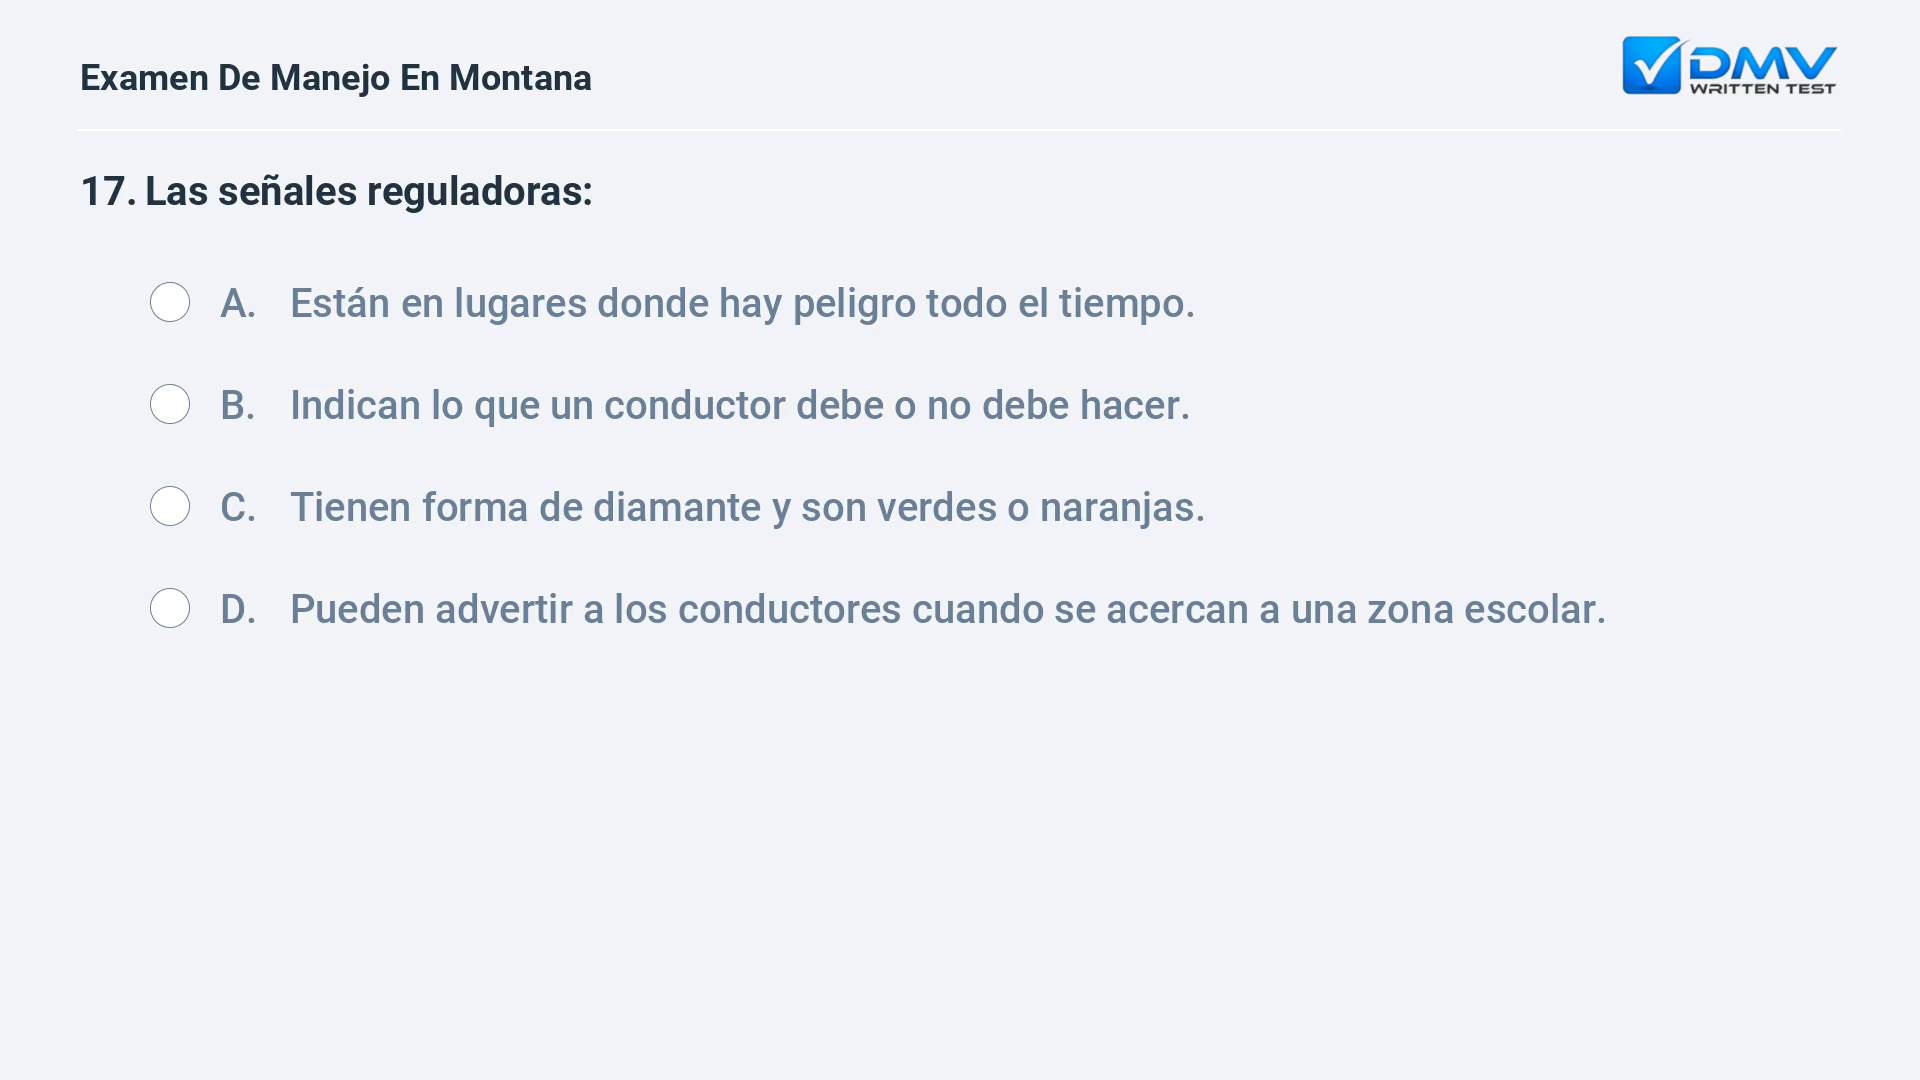 Examen De Manejo En Montana
DMV
WRITTEN TEST
17. Las señales reguladoras:
A. Están en lugares donde hay peligro todo el tiempo.
B. Indican lo que un conductor debe o no debe hacer.
C. Tienen forma de diamante y son verdes o naranjas.
D. Pueden advertir a los conductores cuando se acercan a una zona escolar.